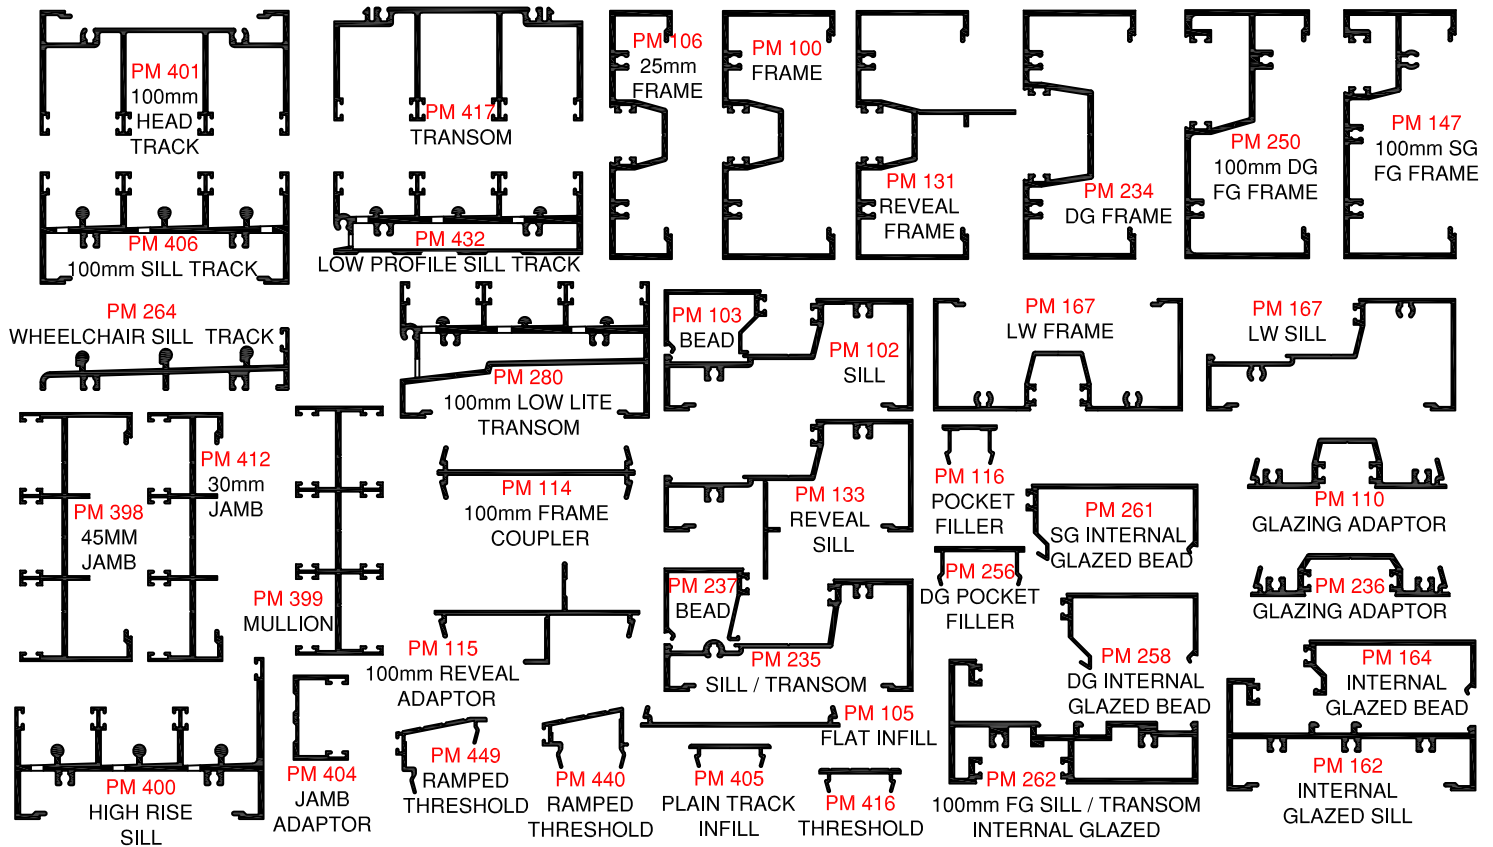 PM 401
100mm
HEAD
TRACK
PM 417
TRANSOM
PM 106
25mm
FRAME
PM 100
FRAME
PM 131
REVEAL
FRAME
PM 234
DG FRAME
PM 250
100mm DG
FG FRAME
PM 147
100mm SG
FG FRAME
PM 406
100mm SILL TRACK
PM 432
LOW PROFILE SILL TRACK
PM 264
WHEELCHAIR SILL TRACK
PM 280
100mm LOW LITE
TRANSOM
PM 103
BEAD
PM 102
SILL
PM 167
LW FRAME
PM 167
LW SILL
PM 398
45MM
JAMB
PM 412
30mm
JAMB
PM 399
MULLION
PM 114
100mm FRAME
COUPLER
PM 133
REVEAL
SILL
PM 116
POCKET
FILLER
PM 261
SG INTERNAL
GLAZED BEAD
PM 110
GLAZING ADAPTOR
PM 256
DG POCKET
FILLER
PM 236
GLAZING ADAPTOR
PM 115
100mm REVEAL
ADAPTOR
PM 237
BEAD
PM 235
SILL / TRANSOM
PM 258
DG INTERNAL
GLAZED BEAD
PM 164
INTERNAL
GLAZED BEAD
PM 400
HIGH RISE
SILL
PM 404
JAMB
ADAPTOR
PM 449
RAMPED
THRESHOLD
PM 440
RAMPED
THRESHOLD
PM 105
FLAT INFILL
PM 405
PLAIN TRACK
INFILL
PM 416
THRESHOLD
PM 262
100mm FG SILL / TRANSOM
INTERNAL GLAZED
PM 162
INTERNAL
GLAZED SILL